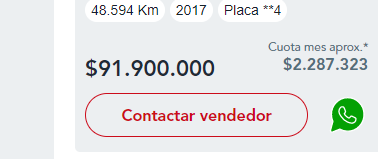 48.594 Km 2017 Placa **4
Cuota mes aprox.*
$91.900.000 $2.287.323
Contactar vendedor